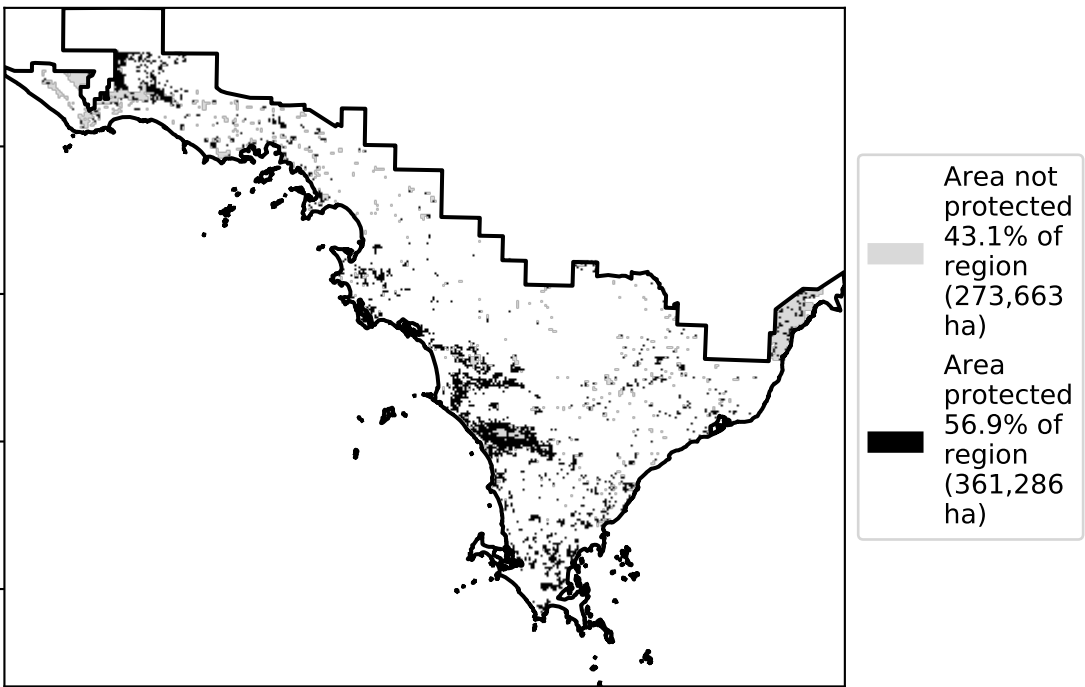 Area not
protected
43.1% of
region
(273,663
ha)
Area
protected
56.9% of
region
(361,286
ha)